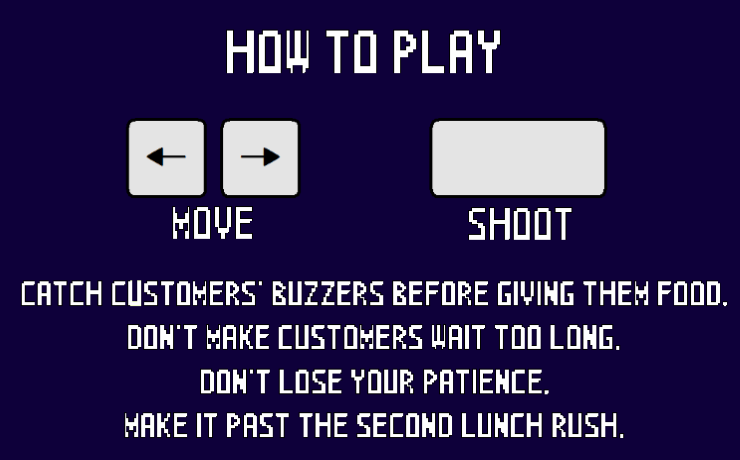 HOW TO PLAY
← →
MOVE SHOOT
CATCH CUSTOMERS' BUZZERS BEFORE GIVING THEM FOOD.
DON'T MAKE CUSTOMERS WAIT TOO LONG.
DON'T LOSE YOUR PATIENCE.
MAKE IT PAST THE SECOND LUNCH RUSH.